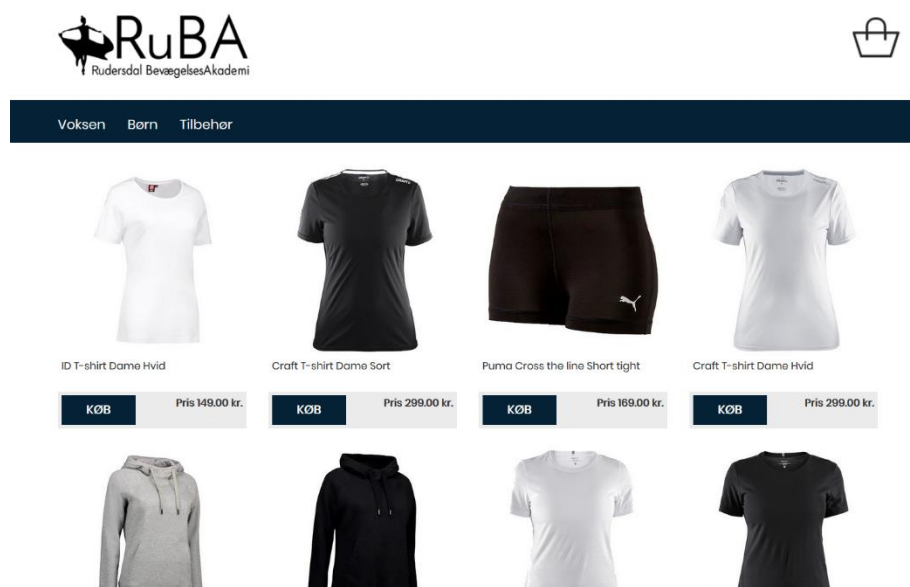 RuBA
Rudersdal BevægelsesAkademi
Voksen Børn Tilbehør
ID T-shirt Dame Hvid
Craft T-shirt Dame Sort
Puma Cross the line Short tight
Craft T-shirt Dame Hvid
KØB Pris 149.00 kr.
KØB Pris 299.00 kr.
KØB Pris 169.00 kr.
KØB Pris 299.00 kr.